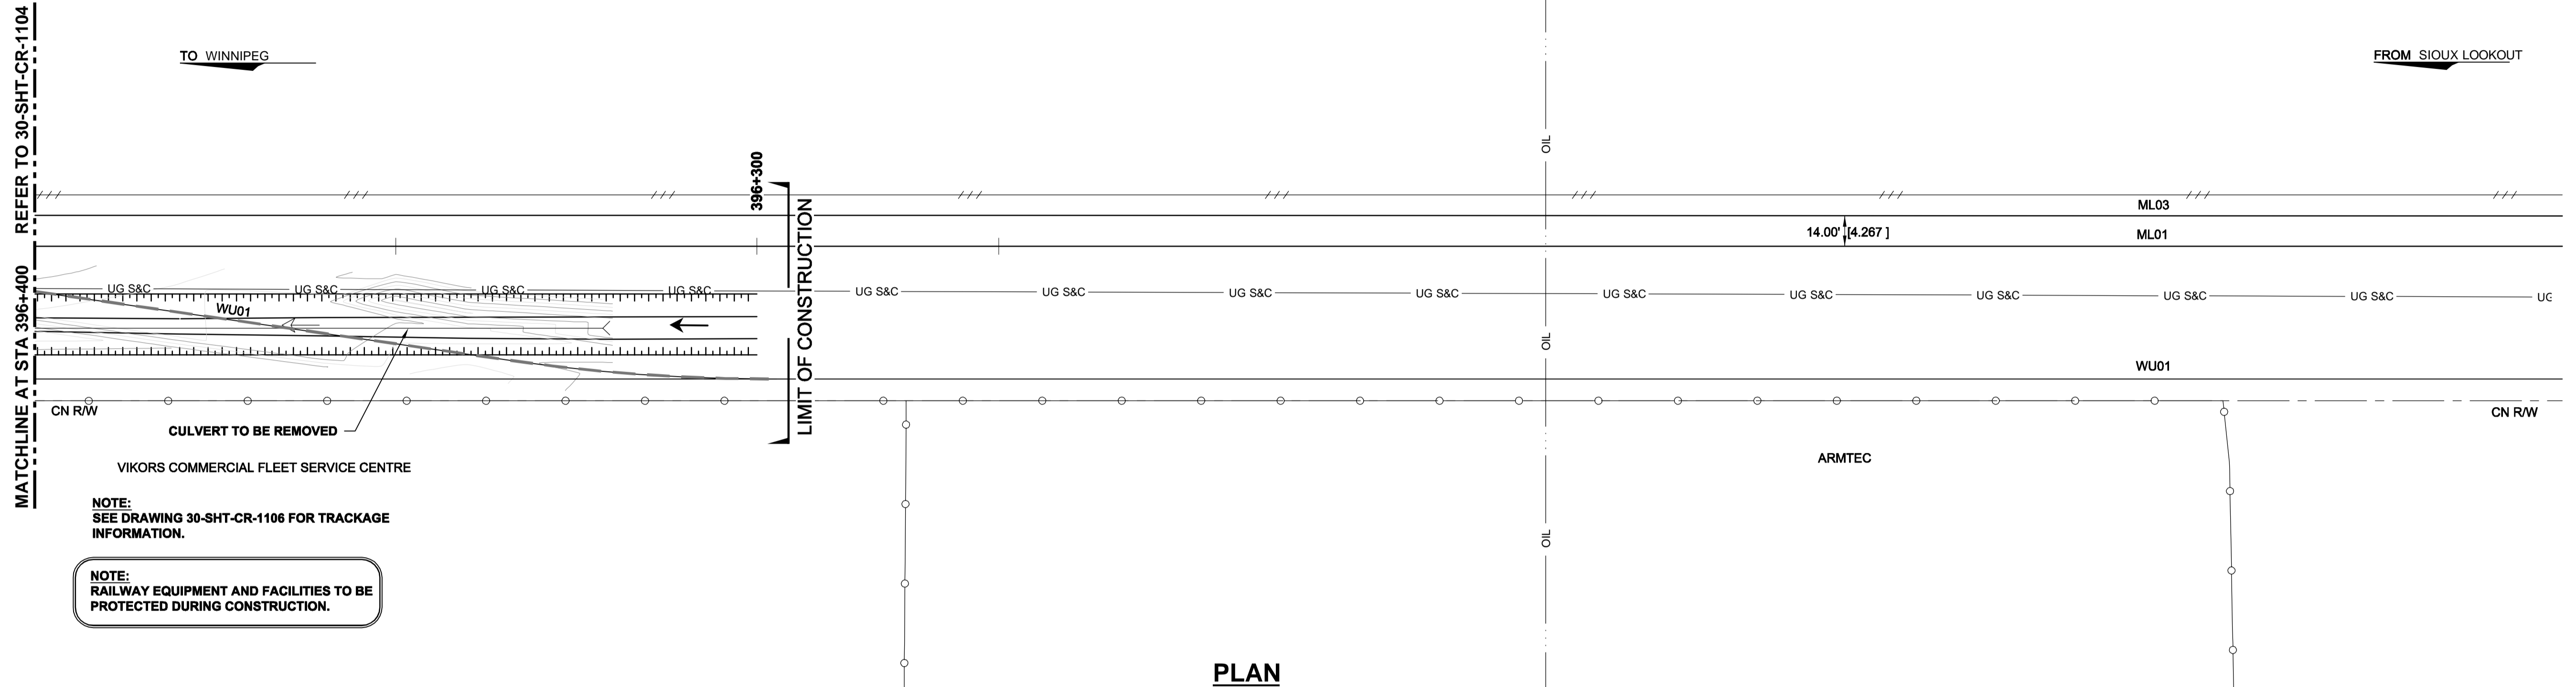 MATCHLINE AT STA 396+400 REFER TO 30-SHT-CR-1104
TO WINNIPEG
FROM SIOUX LOOKOUT
396+300
LIMIT OF CONSTRUCTION
OIL
ML03
14.00' [4.267 ]
ML01
UG S&C
UG S&C
UG S&C
UG S&C
UG S&C
UG S&C
UG S&C
UG S&C
UG S&C
UG S&C
UG S&C
UG S&C
UG S&C
UG
WU01
OIL
WU01
CN R/W
CN R/W
CULVERT TO BE REMOVED
ARMTEC
VIKORS COMMERCIAL FLEET SERVICE CENTRE
NOTE:
SEE DRAWING 30-SHT-CR-1106 FOR TRACKAGE
INFORMATION.
OIL
NOTE:
RAILWAY EQUIPMENT AND FACILITIES TO BE
PROTECTED DURING CONSTRUCTION.
PLAN